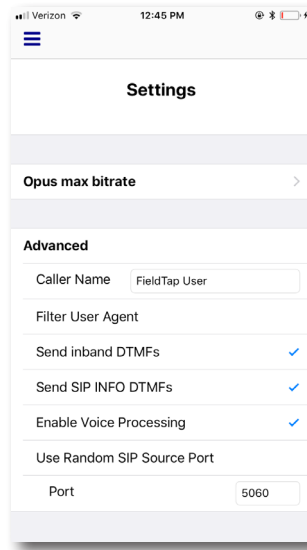 Verizon 12:45 PM
Settings
Opus max bitrate
Advanced
Caller Name FieldTap User
Filter User Agent
Send inband DTMFs
Send SIP INFO DTMFs
Enable Voice Processing
Use Random SIP Source Port
Port 5060